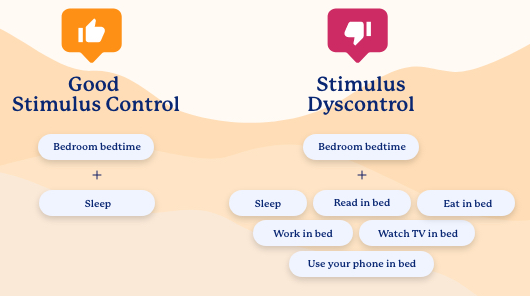 Good
Stimulus Control
Bedroom bedtime
+
Sleep
Stimulus
Dyscontrol
Bedroom bedtime
+
Sleep
Read in bed
Eat in bed
Work in bed
Watch TV in bed
Use your phone in bed